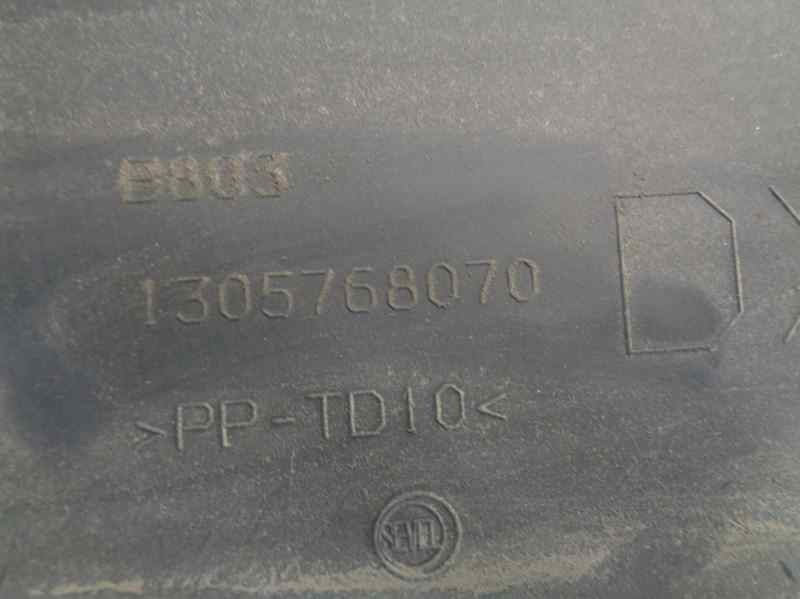 B803
1305768070
D
>PP-TD10<
SEVEL